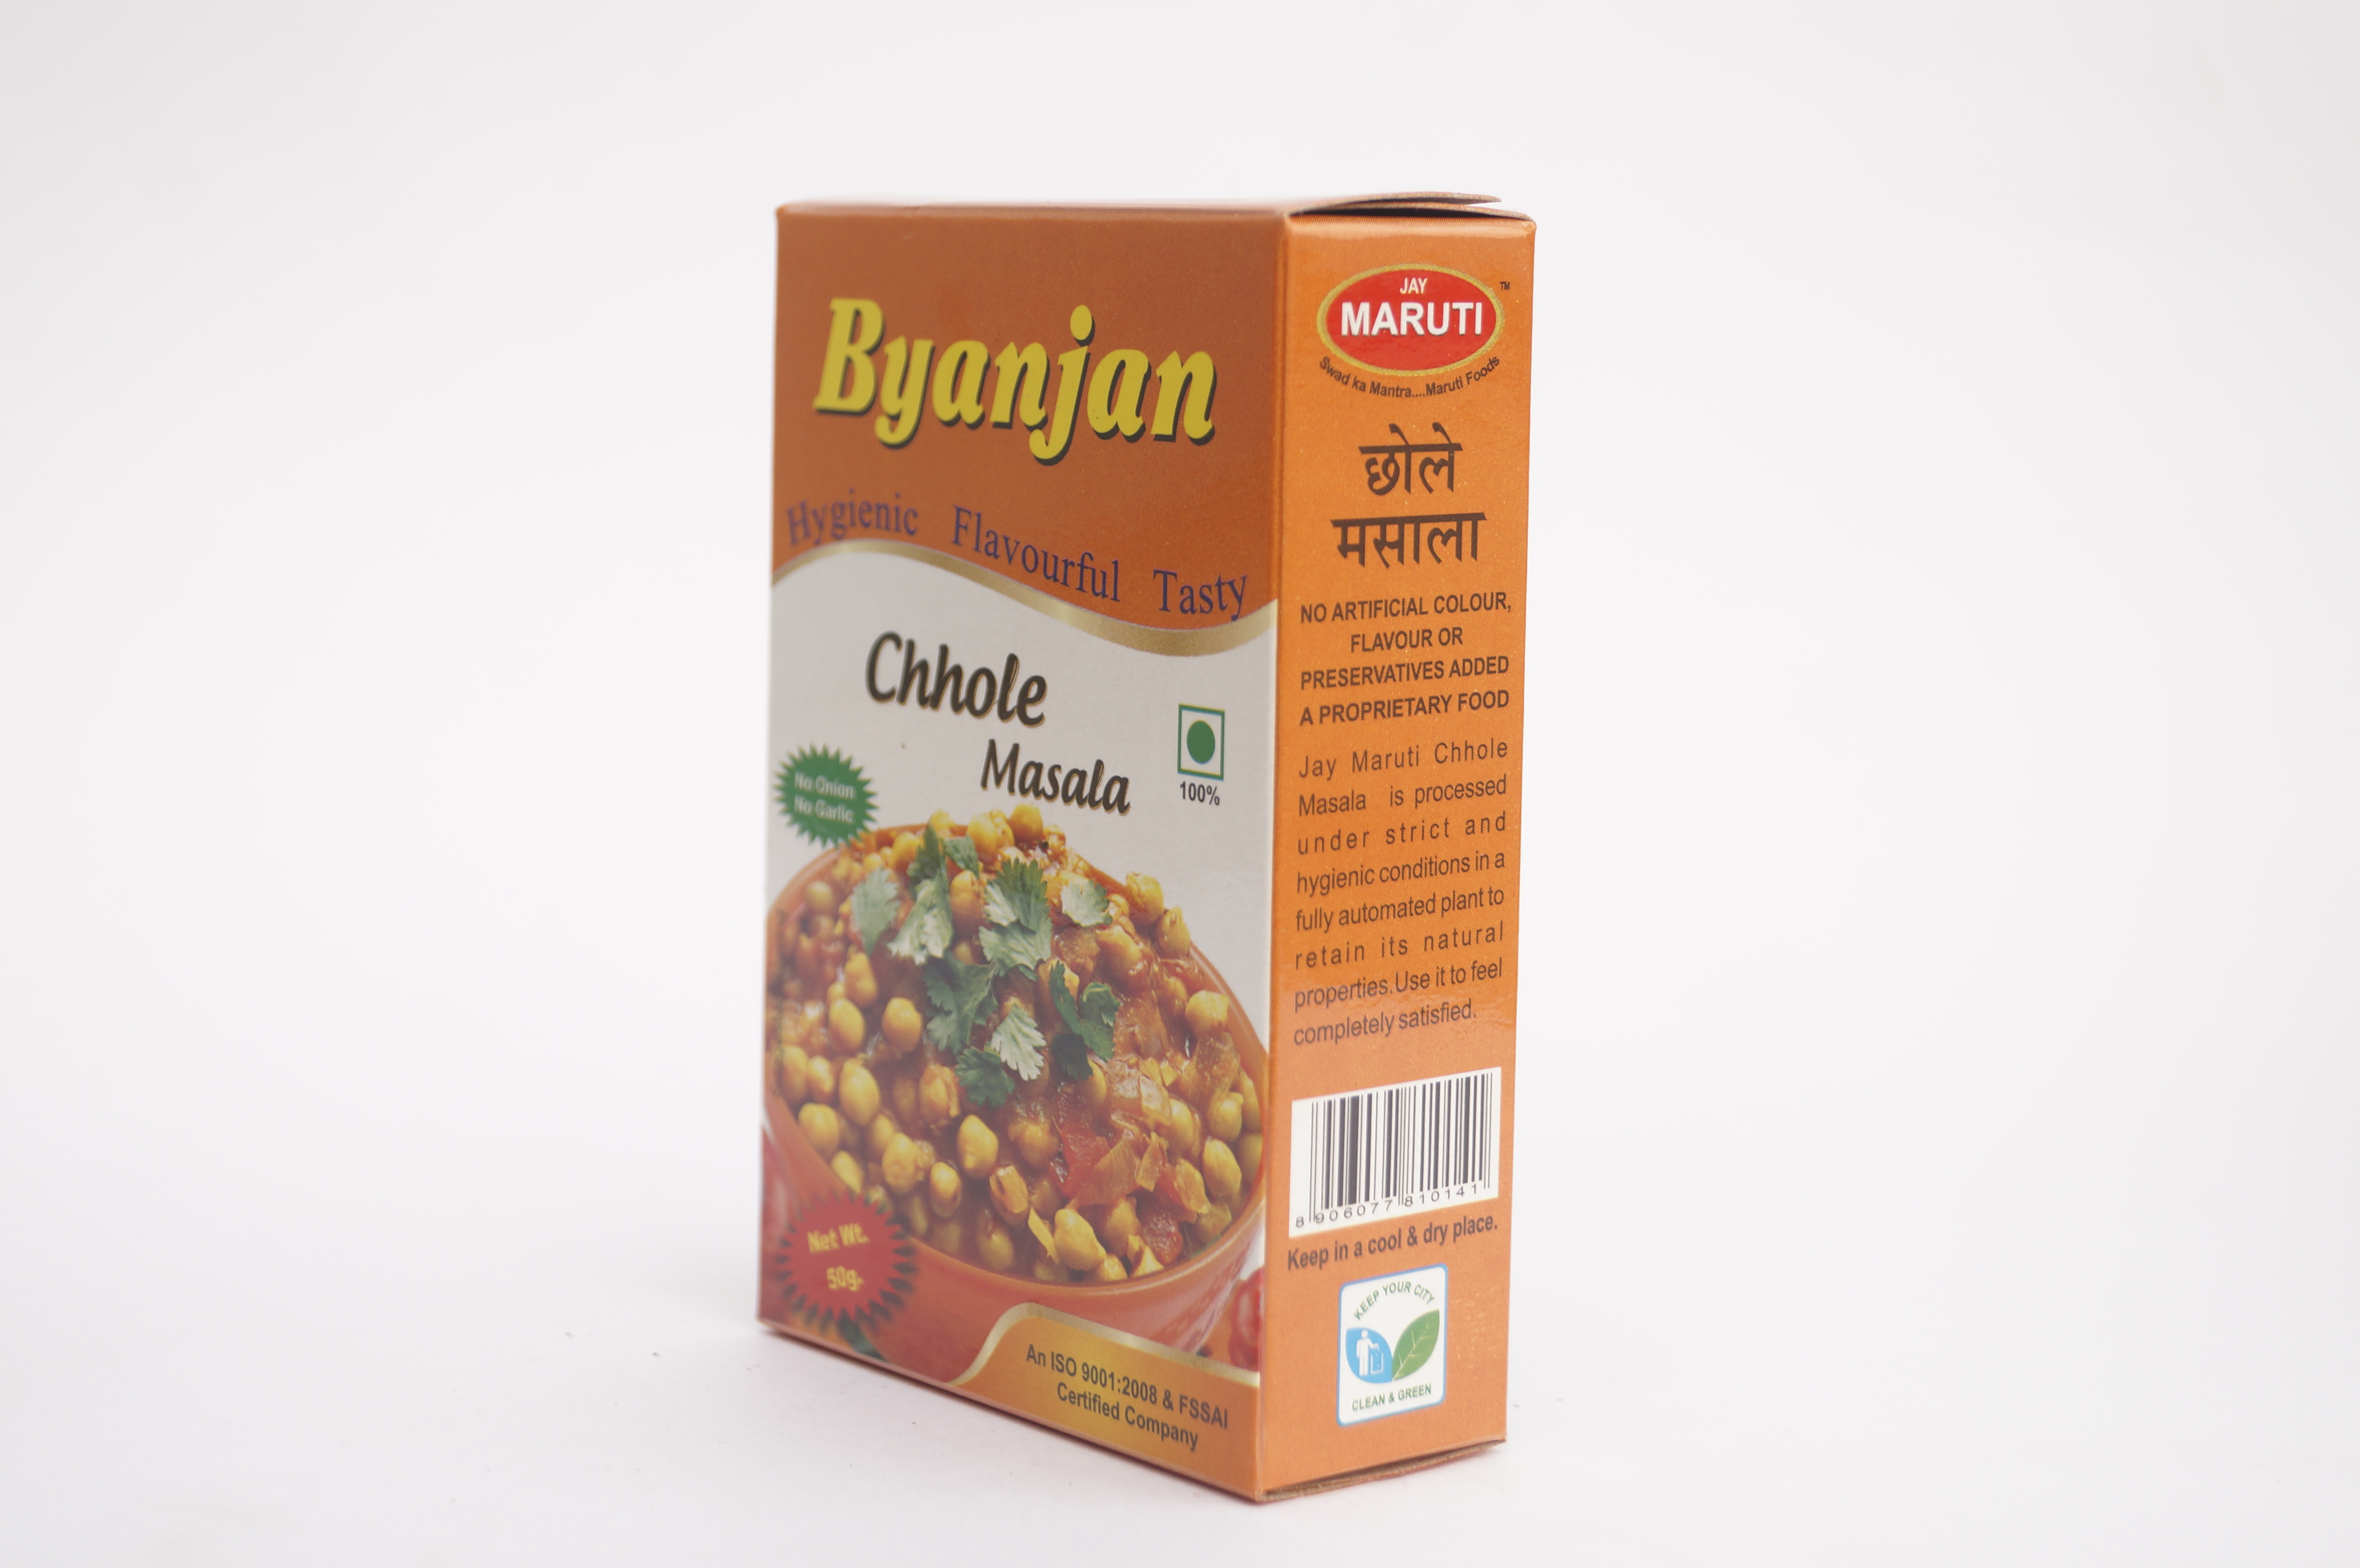 Byanjan
Hygienic Flavourful Tasty
Chhole
Masala
100%
No Onion
No Garlic
Net Wt.
50g.
An ISO 9001:2008 & FSSAI
Certified Company
JAY
MARUTI
TM
Swad ka Mantra....Maruti Foods
छोले
मसाला
NO ARTIFICIAL COLOUR,
FLAVOUR OR
PRESERVATIVES ADDED
A PROPRIETARY FOOD
Jay Maruti Chhole
Masala is processed
under strict and
hygienic conditions in a
fully automated plant to
retain its natural
properties.Use it to feel
completely satisfied.
8 906077 810141
Keep in a cool & dry place.
KEEP YOUR CITY
CLEAN & GREEN